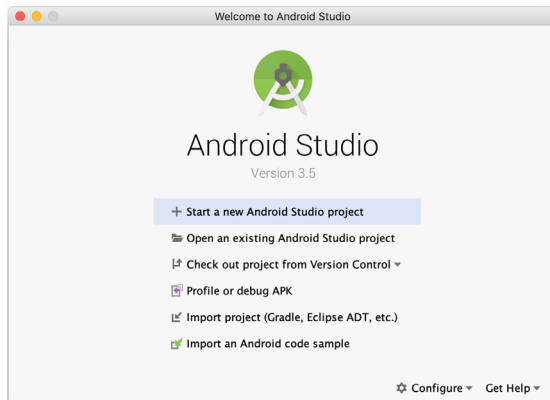 Welcome to Android Studio
Android Studio
Version 3.5
Start a new Android Studio project
Open an existing Android Studio project
Check out project from Version Control
Profile or debug APK
Import project (Gradle, Eclipse ADT, etc.)
Import an Android code sample
Configure Get Help